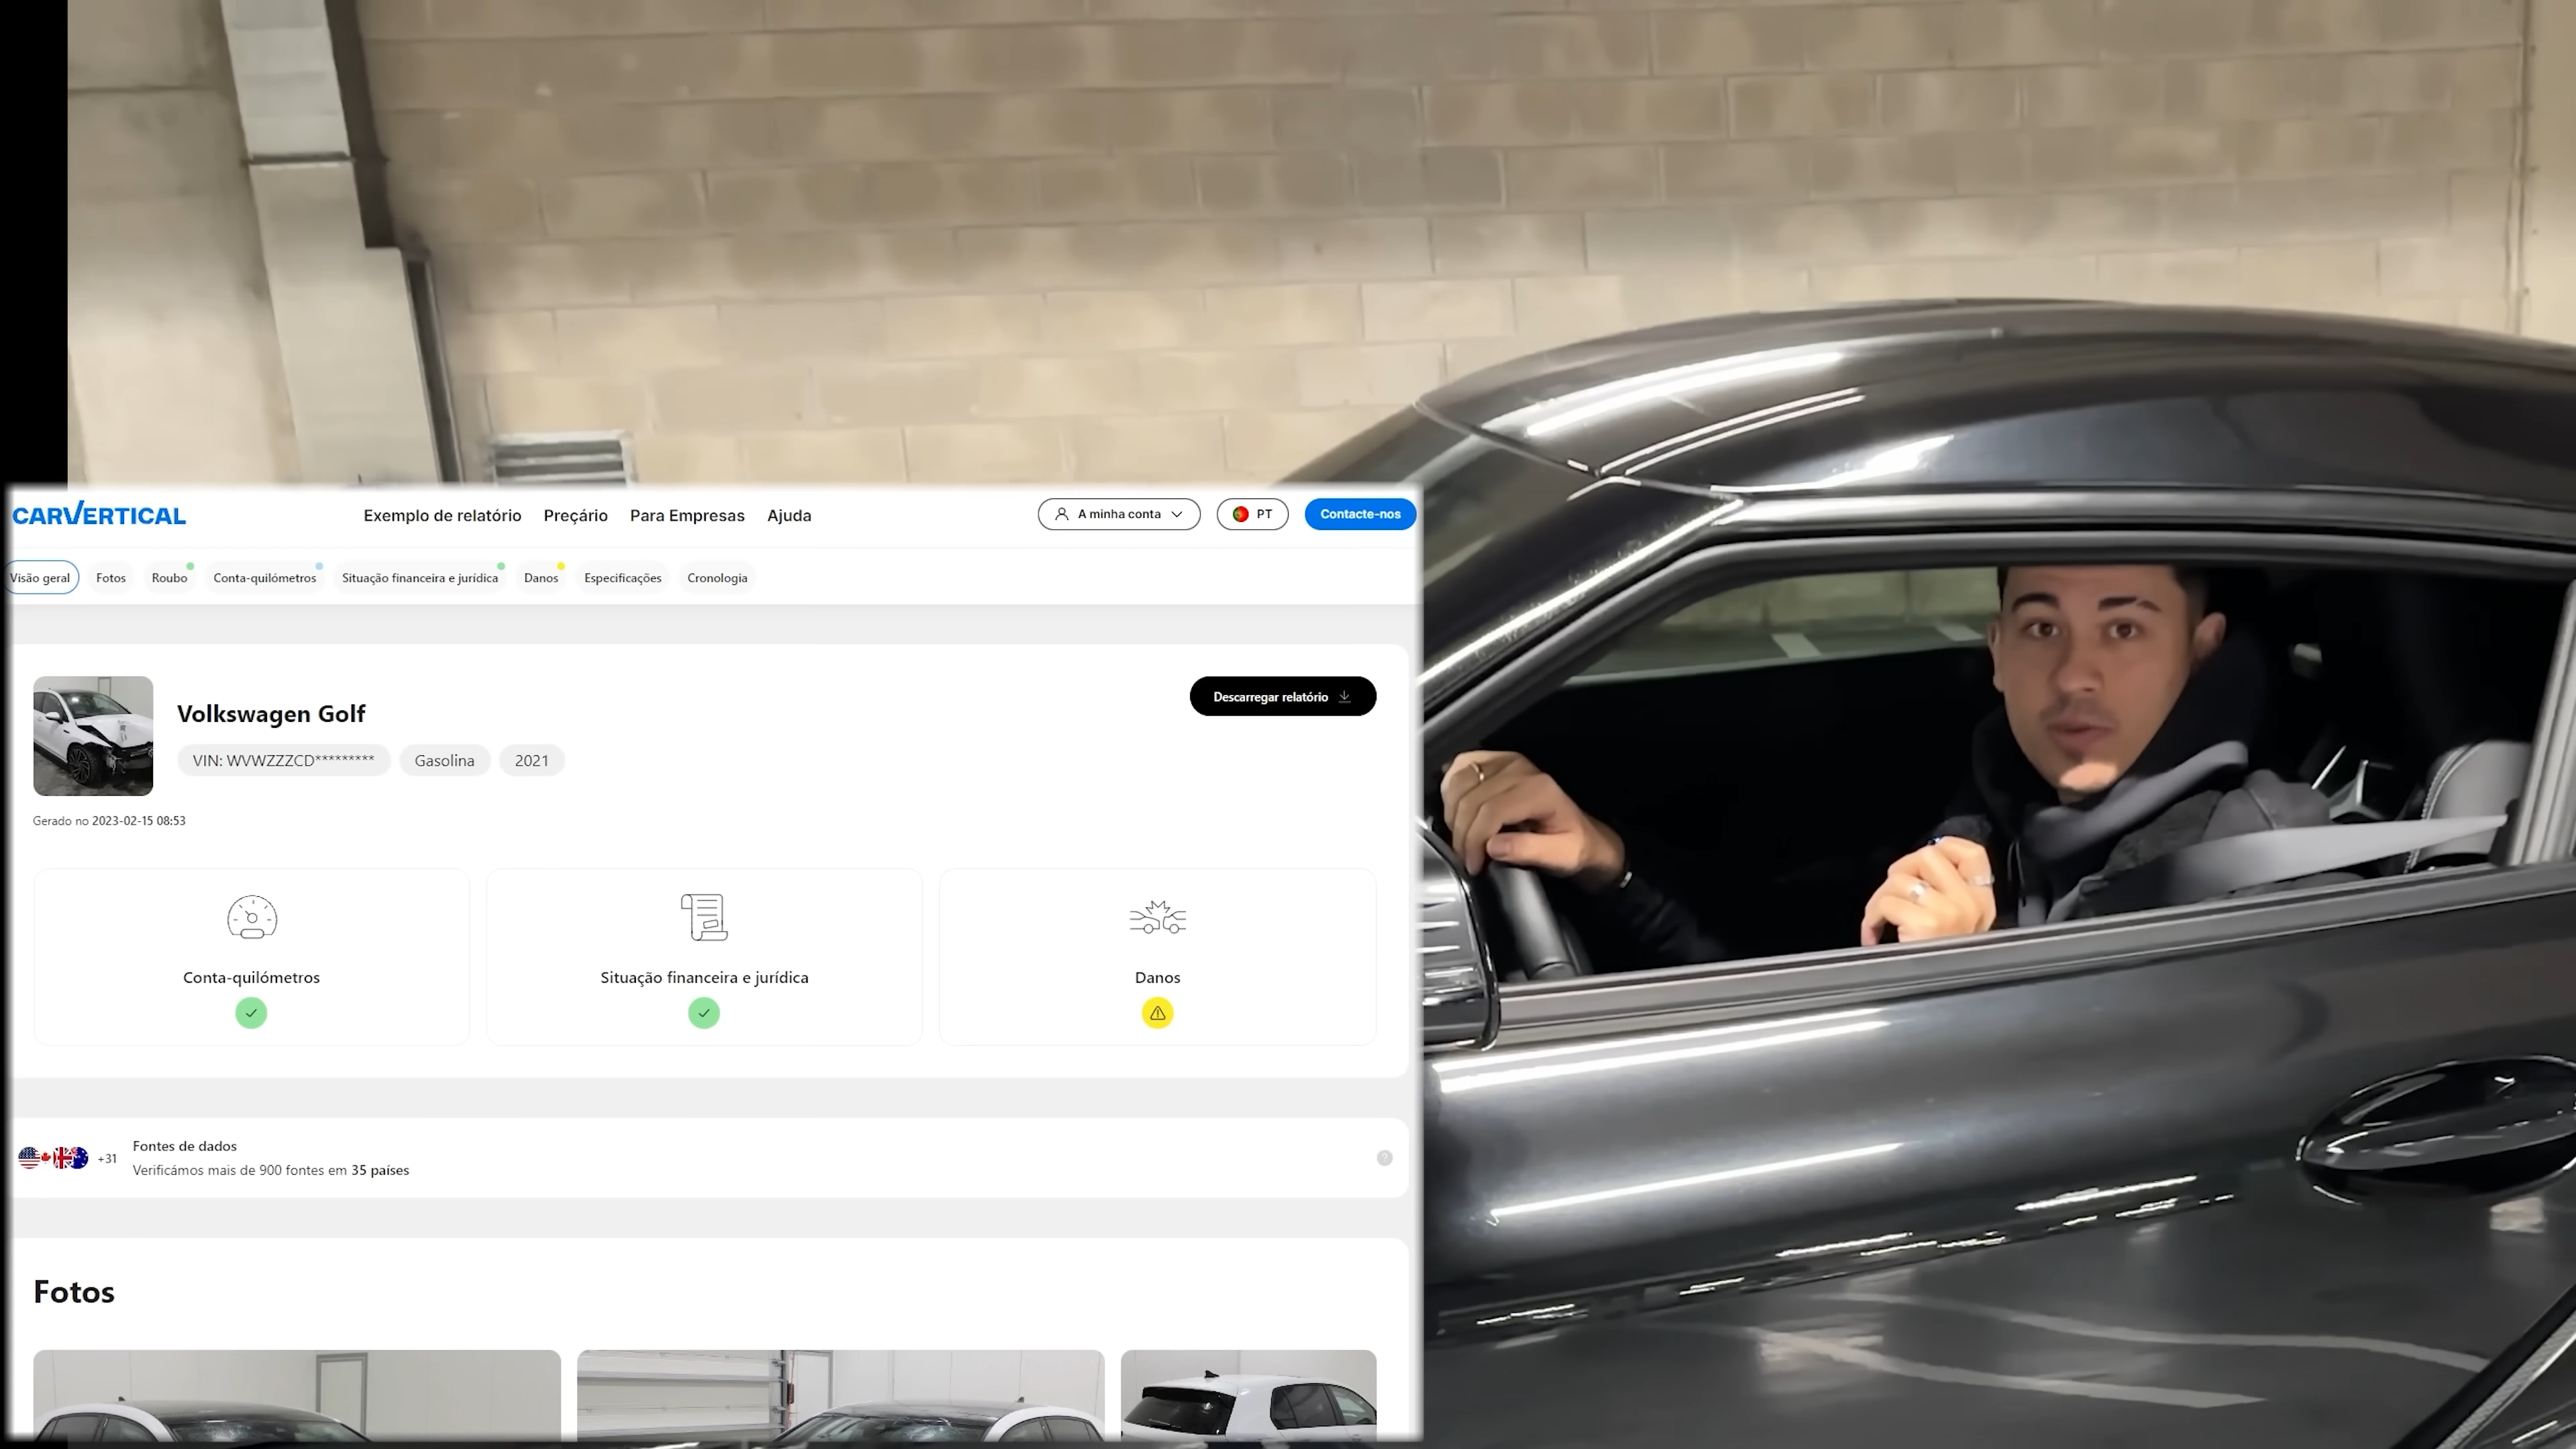 CARVERTICAL
Exemplo de relatório Preçário Para Empresas Ajuda
A minha conta PT Contacte-nos
Visão geral Fotos Roubo Conta-quilómetros Situação financeira e jurídica Danos Especificações Cronologia
Volkswagen Golf
Descarregar relatório
VIN: WVWZZZCD********* Gasolina 2021
Gerado no 2023-02-15 08:53
Conta-quilómetros
Situação financeira e jurídica
Danos
+31
Fontes de dados
Verificámos mais de 900 fontes em 35 países
?
Fotos